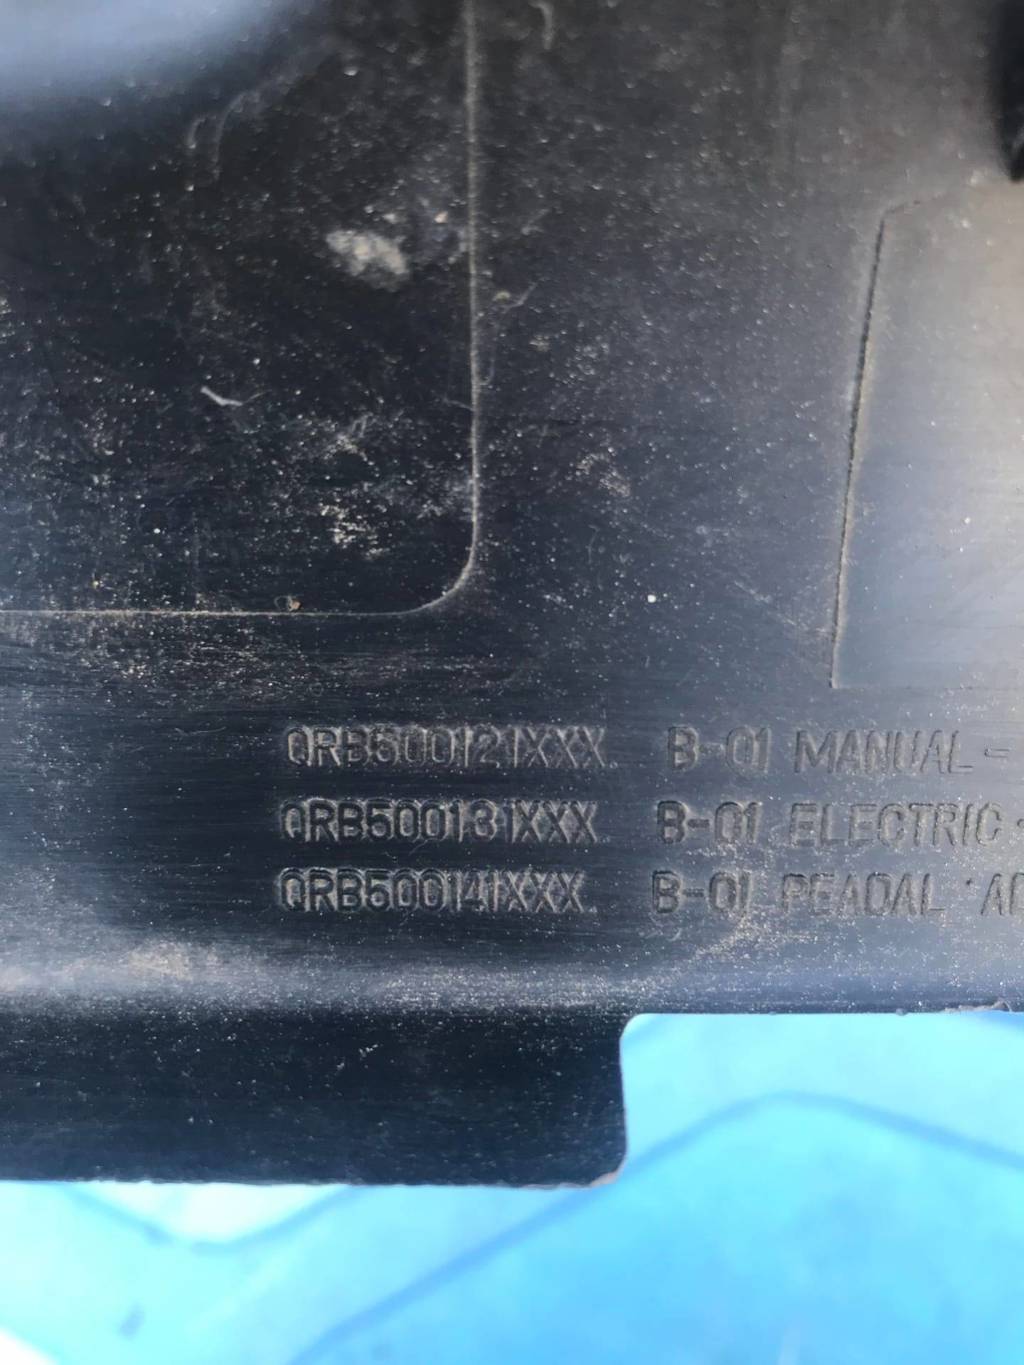 QRB500121XXX. B-01 MANUAL-
QRB500131XXX. B-01 ELECTRIC-
QRB500141XXX. B-01 PEADAL